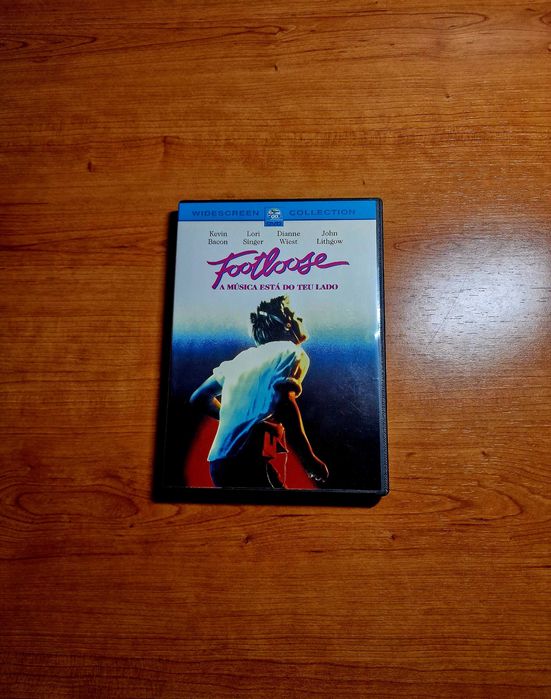 WIDESCREEN COLLECTION
Kevin Bacon Lori Singer Dianne Wiest John Lithgow
Footloose
A MÚSICA ESTÁ DO TEU LADO